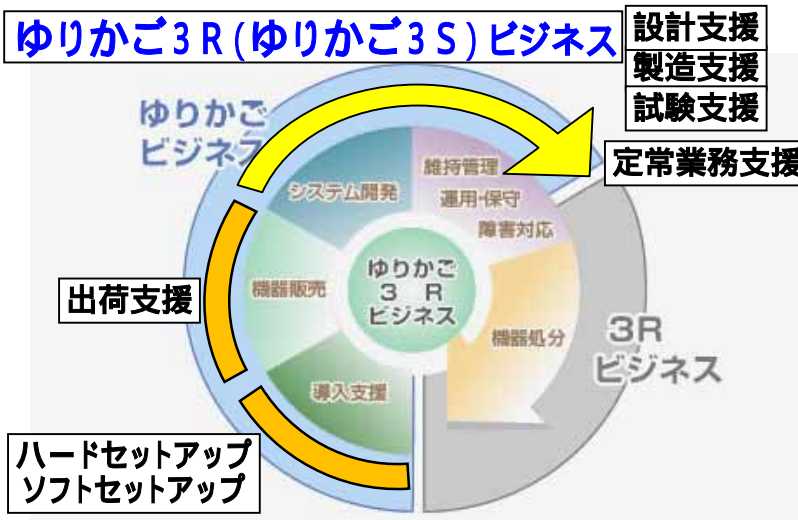 ゆりかご3R(ゆりかご3S)ビジネス
設計支援
製造支援
試験支援
定常業務支援
ゆりかご
ビジネス
維持管理
運用・保守
障害対応
システム開発
機器販売
ゆりかご
3 R
ビジネス
機器処分
導入支援
出荷支援
3R
ビジネス
ハードセットアップ
ソフトセットアップ